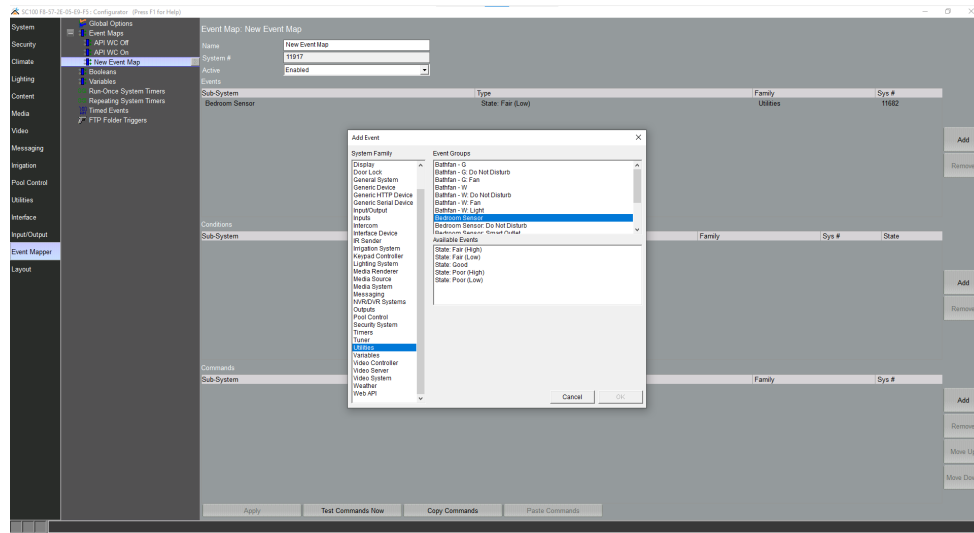 SC100 F8-57-2E-05-E9-F5 : Configurator (Press F1 for Help)
System
Security
Climate
Lighting
Content
Media
Video
Messaging
Irrigation
Pool Control
Utilities
Interface
Input/Output
Event Mapper
Layout
Global Options
Event Maps
API WC Off
API WC On
New Event Map
Booleans
Variables
Run-Once System Timers
Repeating System Timers
Timed Events
FTP Folder Triggers
Event Map: New Event Map
Name New Event Map
System # 11917
Active Enabled
Events
Sub-System Type Family Sys #
Bedroom Sensor State: Fair (Low) Utilities 11682
Add
Remove
Conditions
Sub-System Family Sys # State
Add
Remove
Commands
Sub-System Family Sys #
Add
Remove
Move Up
Move Dow
Apply Test Commands Now Copy Commands Paste Commands
Add Event
System Family
Display
Door Lock
General System
Generic Device
Generic HTTP Device
Generic Serial Device
Input/Output
Inputs
Intercom
Interface Device
IR Sender
Irrigation System
Keypad Controller
Lighting System
Media Renderer
Media Source
Media System
Messaging
NVR/DVR Systems
Outputs
Pool Control
Security System
Timers
Tuner
Utilities
Variables
Video Controller
Video Server
Video System
Weather
Web API
Event Groups
Bathfan - G
Bathfan - G: Do Not Disturb
Bathfan - G: Fan
Bathfan - W
Bathfan - W: Do Not Disturb
Bathfan - W: Fan
Bathfan - W: Light
Bedroom Sensor
Bedroom Sensor: Do Not Disturb
Bedroom Sensor: Smart Outlet
Available Events
State: Fair (High)
State: Fair (Low)
State: Good
State: Poor (High)
State: Poor (Low)
Cancel OK